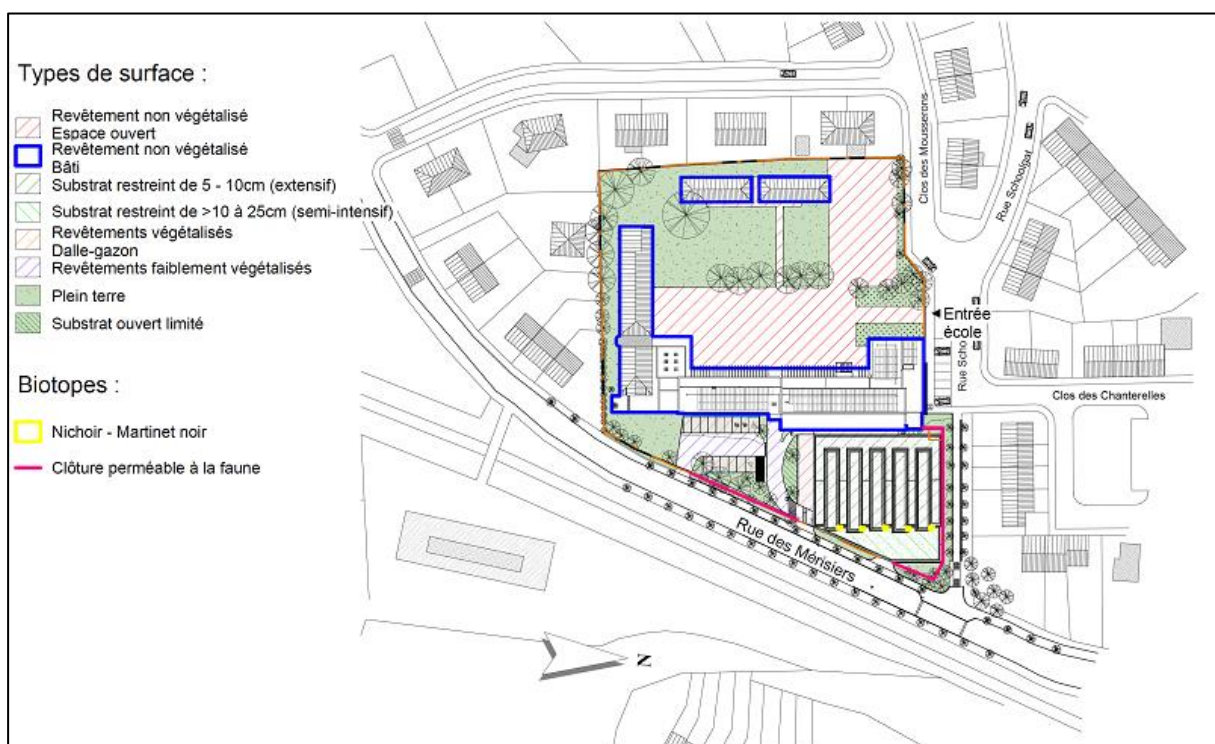 Types de surface :
Revêtement non végétalisé
Espace ouvert
Revêtement non végétalisé
Bâti
Substrat restreint de 5 - 10cm (extensif)
Substrat restreint de >10 à 25cm (semi-intensif)
Revêtements végétalisés
Dalle-gazon
Revêtements faiblement végétalisés
Plein terre
Substrat ouvert limité
Biotopes :
Nichoir - Martinet noir
Clôture perméable à la faune
Clos des Mousserons
Rue Schoolgat
Entrée
école
Rue Scho
Clos des Chanterelles
Rue des Mérisiers
N